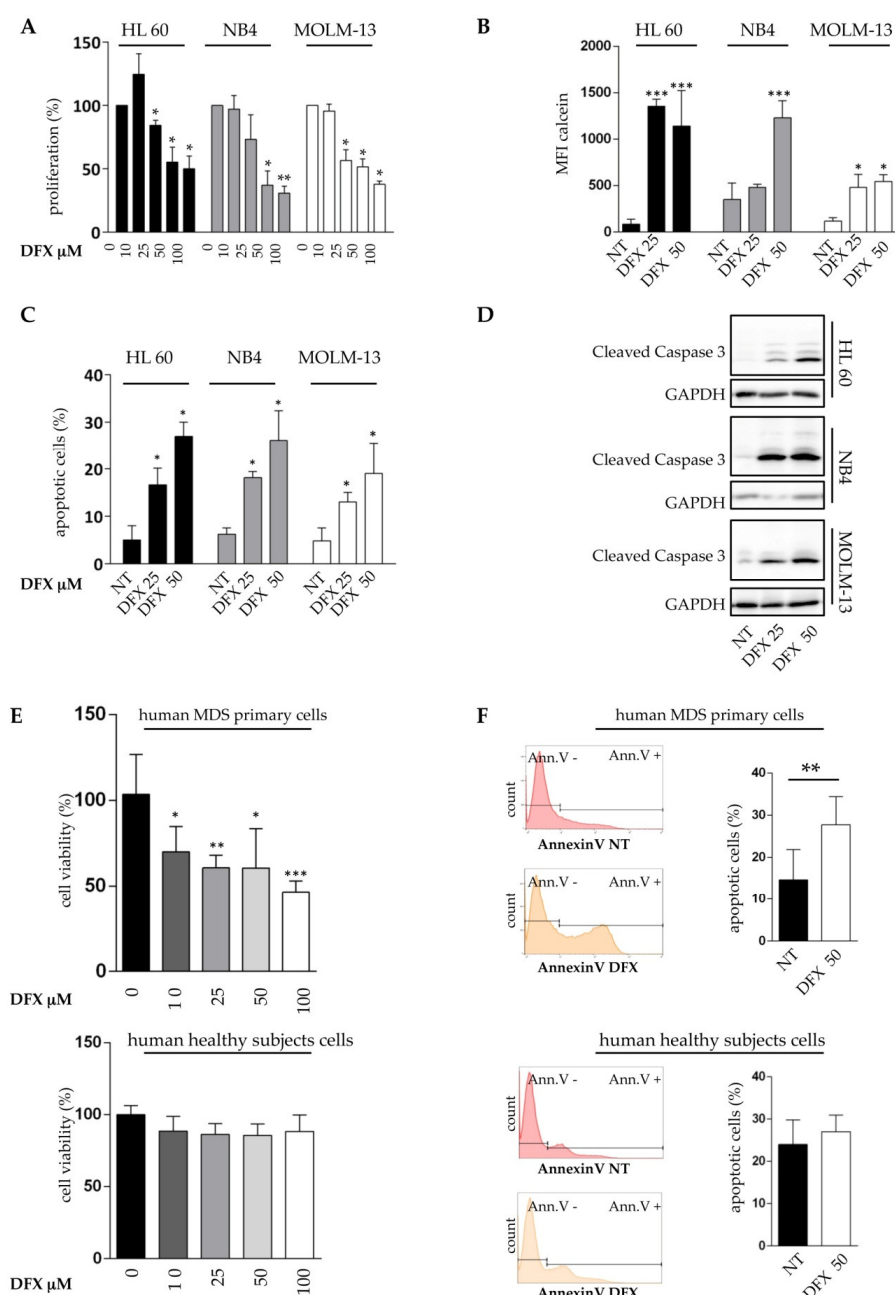 A
HL 60 NB4 MOLM-13
proliferation (%)
150
100
50
0
* * * * ** * * *
0 10 25 50 100 0 10 25 50 100 0 10 25 50 100
DFX µM
B
HL 60 NB4 MOLM-13
MFI calcein
2000
1500
1000
500
0
*** *** *** * *
NT DFX 25 DFX 50 NT DFX 25 DFX 50 NT DFX 25 DFX 50
C
HL 60 NB4 MOLM-13
apoptotic cells (%)
40
30
20
10
0
* * * * * *
NT DFX 25 DFX 50 NT DFX 25 DFX 50 NT DFX 25 DFX 50
DFX µM
D
Cleaved Caspase 3
GAPDH
HL 60
Cleaved Caspase 3
GAPDH
NB4
Cleaved Caspase 3
GAPDH
MOLM-13
NT DFX 25 DFX 50
E
human MDS primary cells
cell viability (%)
150
100
50
0
* ** * ***
0 1 0 25 50 100
DFX µM
human healthy subjects cells
cell viability (%)
150
100
50
0
0 1 0 25 50 100
DFX µM
F
human MDS primary cells
count
Ann.V - Ann.V +
AnnexinV NT
count
Ann.V - Ann.V +
AnnexinV DFX
apoptotic cells (%)
40
30
20
10
0
**
NT DFX 50
human healthy subjects cells
count
Ann.V - Ann.V +
AnnexinV NT
count
Ann.V - Ann.V +
AnnexinV DFX
apoptotic cells (%)
40
30
20
10
0
NT DFX 50